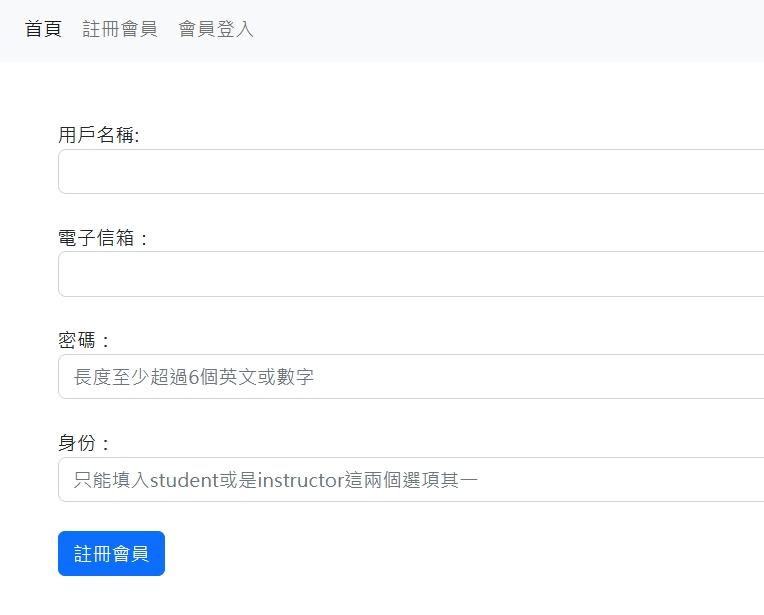 首頁 註冊會員 會員登入
用戶名稱:
電子信箱：
密碼：
長度至少超過6個英文或數字
身份：
只能填入student或是instructor這兩個選項其一
註冊會員